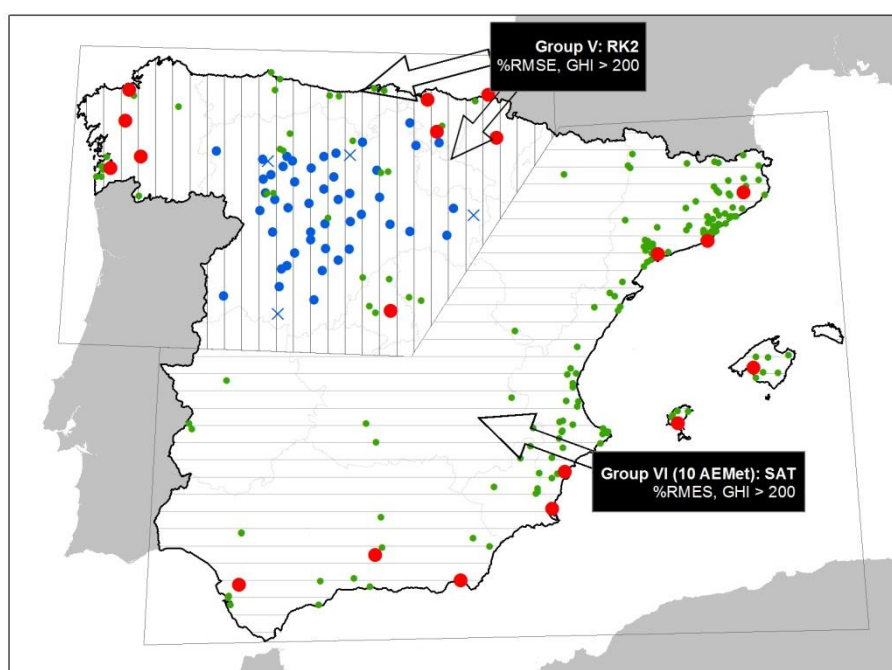 Group V: RK2
%RMSE, GHI > 200
Group VI (10 AEMet): SAT
%RMES, GHI > 200